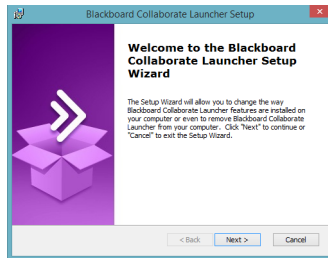 Blackboard Collaborate Launcher Setup
Welcome to the Blackboard
Collaborate Launcher Setup
Wizard
The Setup Wizard will allow you to change the way
Blackboard Collaborate Launcher features are installed on
your computer or even to remove Blackboard Collaborate
Launcher from your computer. Click "Next" to continue or
"Cancel" to exit the Setup Wizard.
< Back Next > Cancel